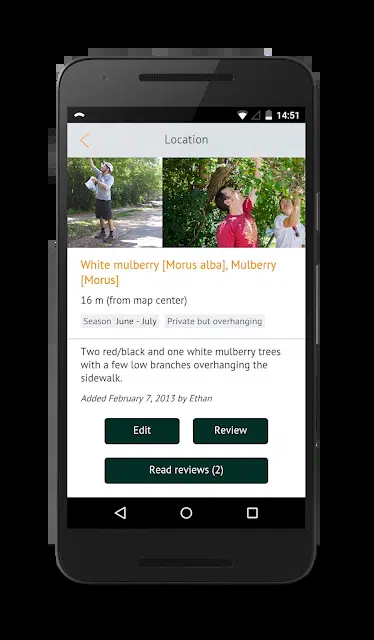 14:51
Location
White mulberry [Morus alba], Mulberry
[Morus]
16 m (from map center)
Season June - July Private but overhanging
Two red/black and one white mulberry trees
with a few low branches overhanging the
sidewalk.
Added February 7, 2013 by Ethan
Edit Review
Read reviews (2)